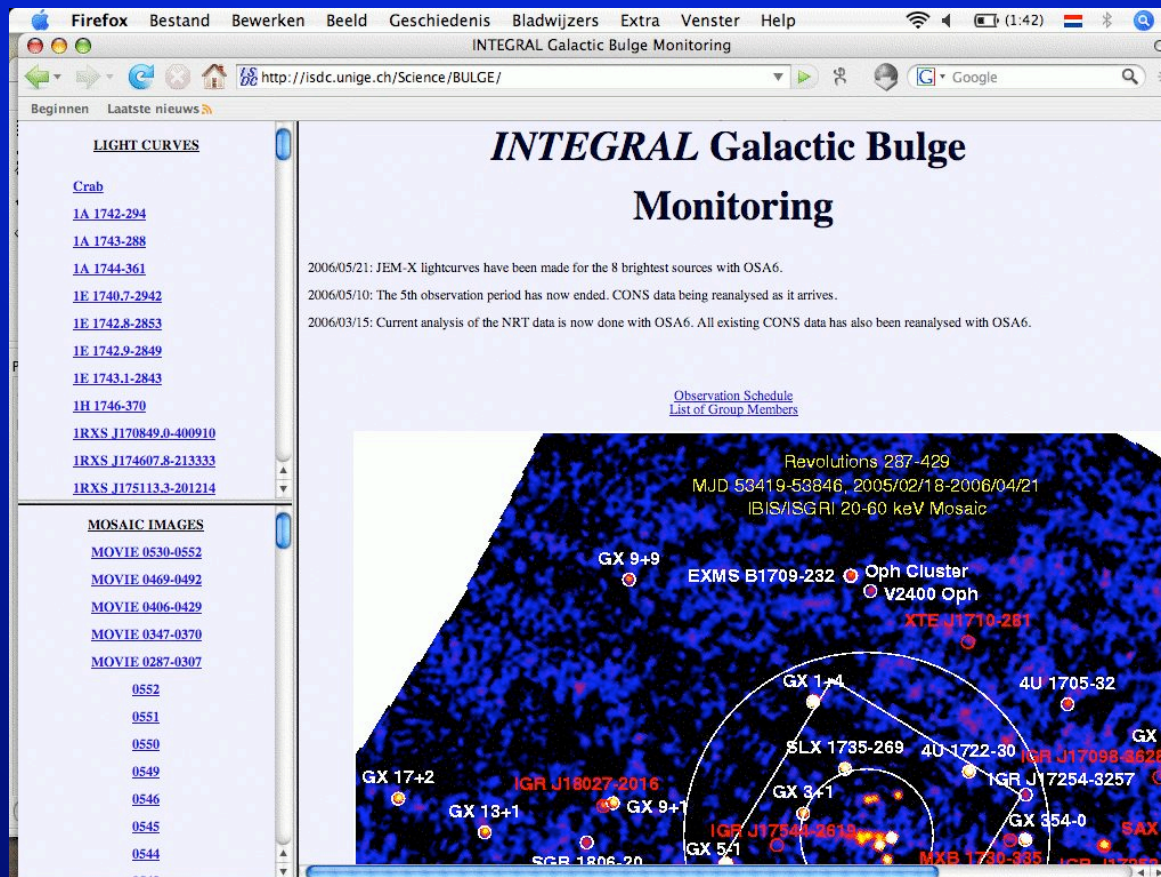 Firefox Bestand Bewerken Beeld Geschiedenis Bladwijzers Extra Venster Help (1:42)
INTEGRAL Galactic Bulge Monitoring
http://isdc.unige.ch/Science/BULGE/
Google
Beginnen Laatste nieuws
LIGHT CURVES
Crab
1A 1742-294
1A 1743-288
1A 1744-361
1E 1740.7-2942
1E 1742.8-2853
1E 1742.9-2849
1E 1743.1-2843
1H 1746-370
1RXS J170849.0-400910
1RXS J174607.8-213333
1RXS J175113.3-201214
MOSAIC IMAGES
MOVIE 0530-0552
MOVIE 0469-0492
MOVIE 0406-0429
MOVIE 0347-0370
MOVIE 0287-0307
0552
0551
0550
0549
0546
0545
0544
INTEGRAL Galactic Bulge
Monitoring
2006/05/21: JEM-X lightcurves have been made for the 8 brightest sources with OSA6.
2006/05/10: The 5th observation period has now ended. CONS data being reanalysed as it arrives.
2006/03/15: Current analysis of the NRT data is now done with OSA6. All existing CONS data has also been reanalysed with OSA6.
Observation Schedule
List of Group Members
Revolutions 287-429
MJD 53419-53846, 2005/02/18-2006/04/21
IBIS/ISGRI 20-60 keV Mosaic
GX 9+9
EXMS B1709-232
Oph Cluster
V2400 Oph
XTE J1710-281
GX 1+4
4U 1705-32
SLX 1735-269
4U 1722-30
GX
IGR J17098-3628
GX 17+2
IGR J18027-2016
IGR J17254-3257
GX 13+1
GX 9+1
GX 3+1
GX 354-0
IGR J17544-2619
SAX
GX 5-1
MXB 1730-335
SGR 1806-20